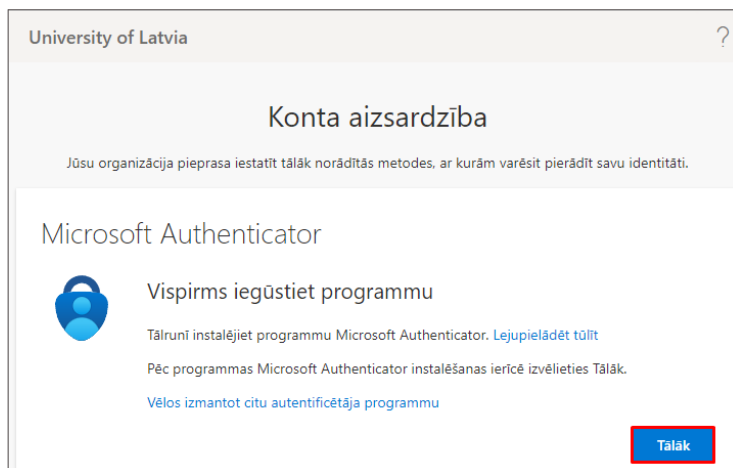 University of Latvia
?
Konta aizsardzība
Jūsu organizācija pieprasa iestatīt tālāk norādītās metodes, ar kurām varēsit pierādīt savu identitāti.
Microsoft Authenticator
Vispirms iegūstiet programmu
Tālrunī instalējiet programmu Microsoft Authenticator. Lejupielādēt tūlīt
Pēc programmas Microsoft Authenticator instalēšanas ierīcē izvēlieties Tālāk.
Vēlos izmantot citu autentificētāja programmu
Tālāk